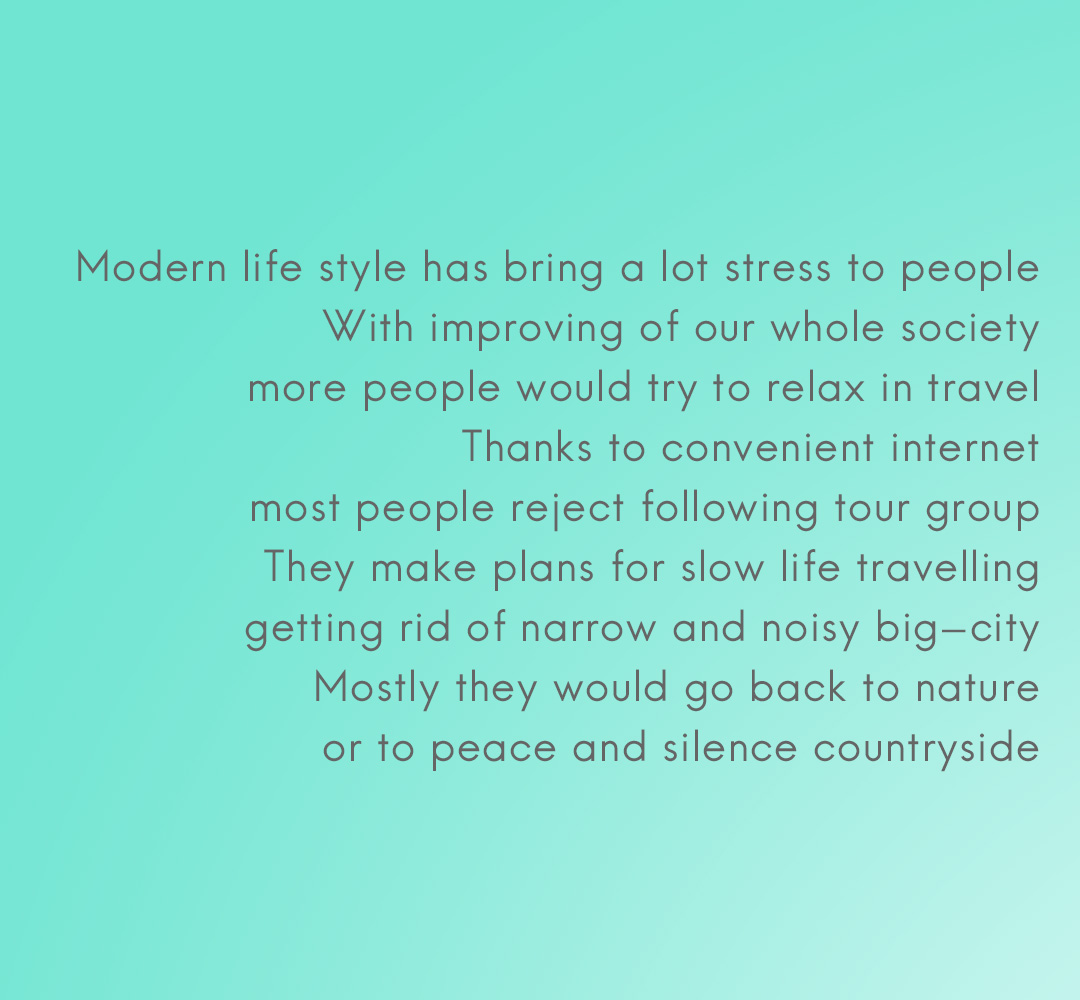 Modern life style has bring a lot stress to people
With improving of our whole society
more people would try to relax in travel
Thanks to convenient internet
most people reject following tour group
They make plans for slow life travelling
getting rid of narrow and noisy big–city
Mostly they would go back to nature
or to peace and silence countryside